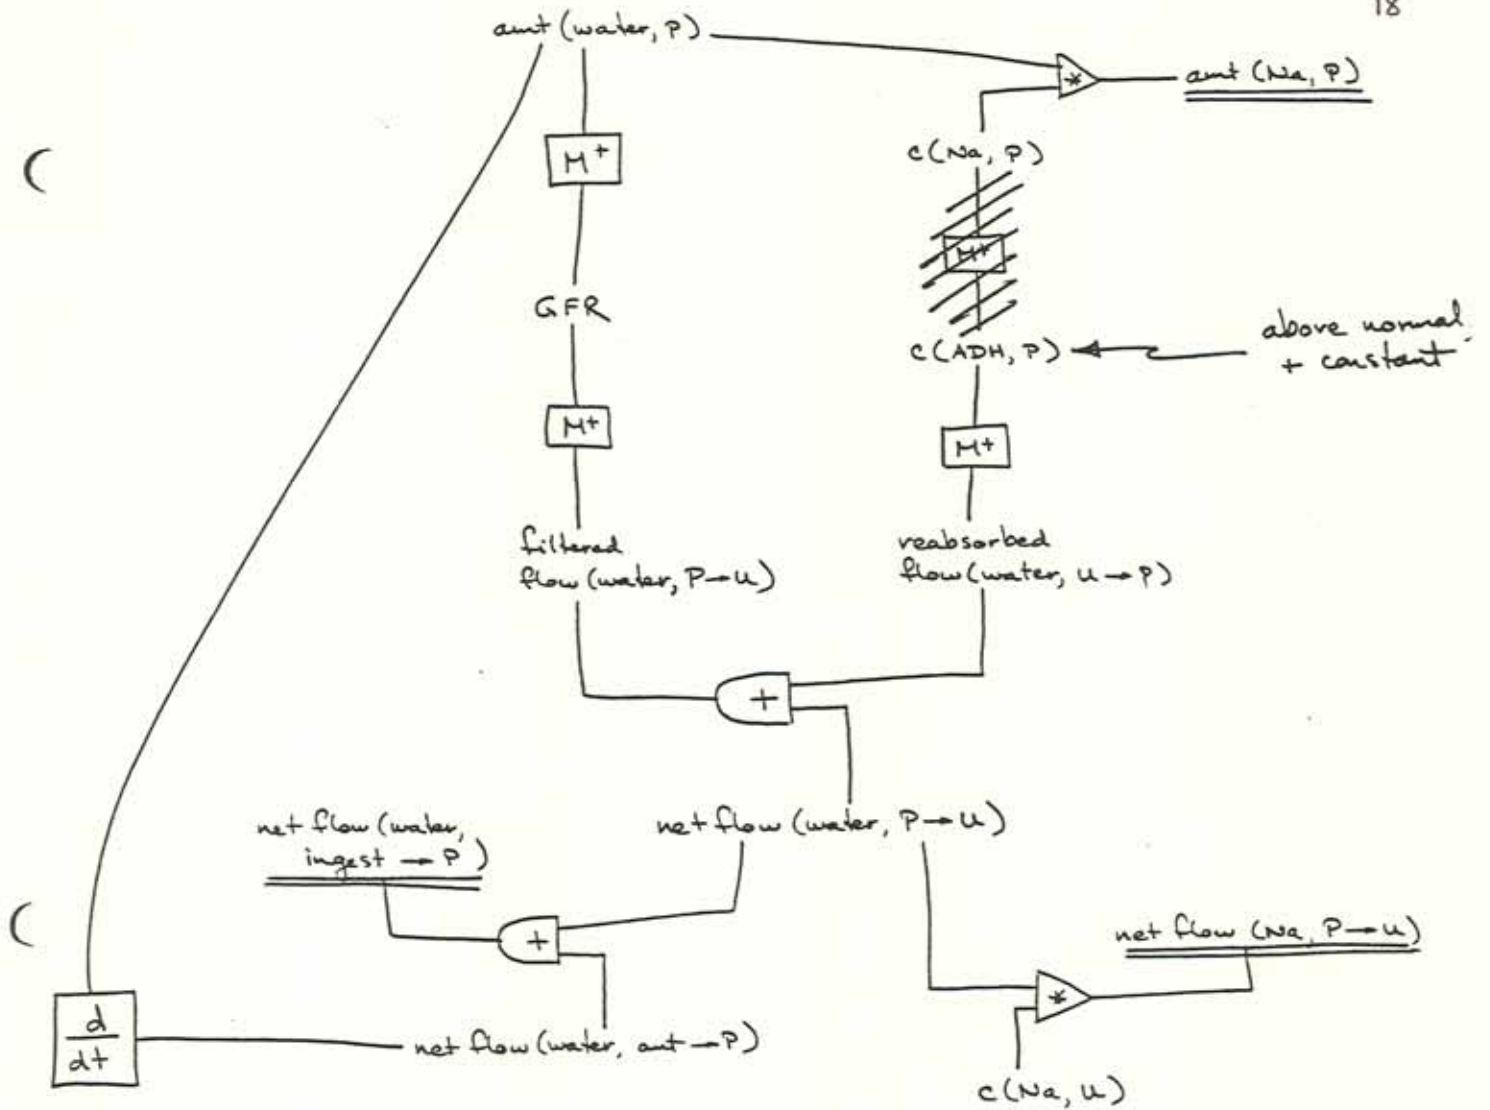 18
amt (water, P)
*
amt (Na, P)
M+
c(Na, P)
M+
GFR
c(ADH, P)
above normal
+ constant
M+
M+
filtered
flow (water, P→U)
reabsorbed
flow (water, U→P)
+
net flow (water,
ingest → P)
net flow (water, P→U)
+
net flow (Na, P→U)
*
d
dt
net flow (water, out→P)
c(Na, U)